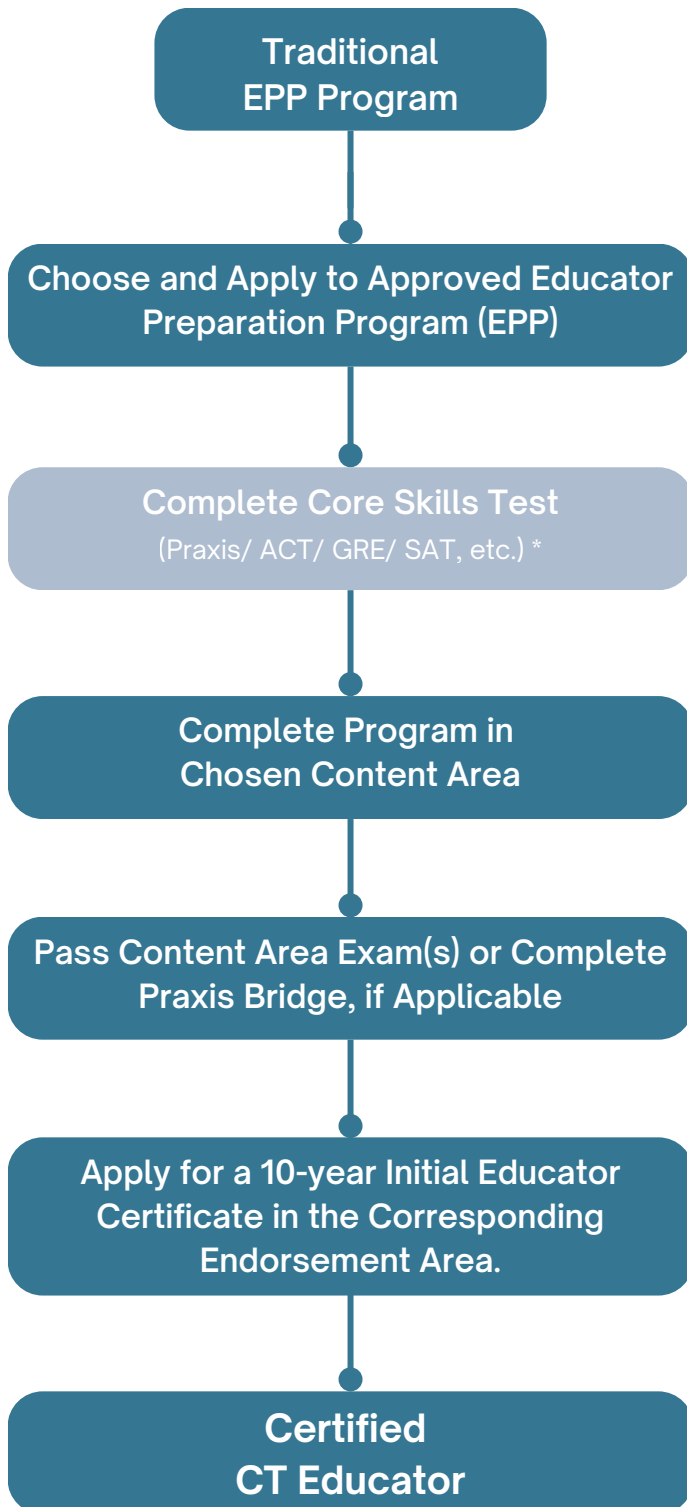 Traditional
EPP Program
Choose and Apply to Approved Educator
Preparation Program (EPP)
Complete Core Skills Test
(Praxis/ ACT/ GRE/ SAT, etc.) *
Complete Program in
Chosen Content Area
Pass Content Area Exam(s) or Complete
Praxis Bridge, if Applicable
Apply for a 10-year Initial Educator
Certificate in the Corresponding
Endorsement Area.
Certified
CT Educator